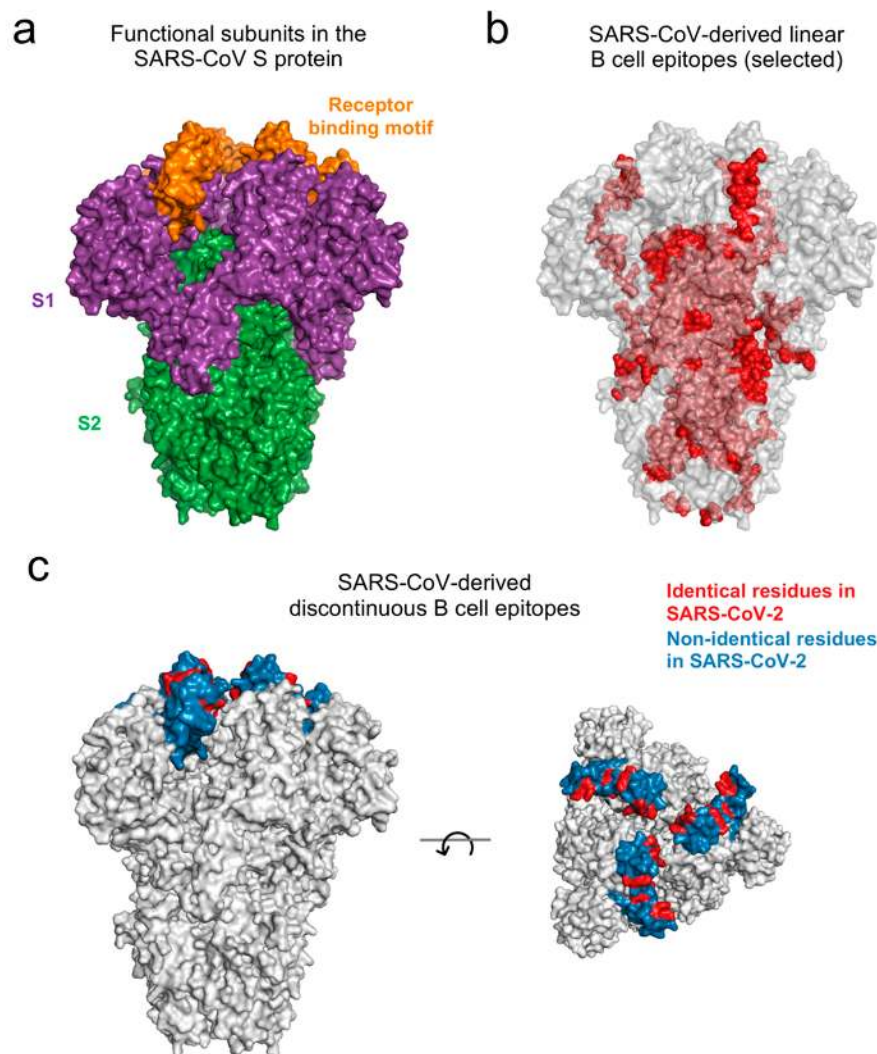 a
Functional subunits in the
SARS-CoV S protein
Receptor
binding motif
S1
S2
b
SARS-CoV-derived linear
B cell epitopes (selected)
c
SARS-CoV-derived
discontinuous B cell epitopes
Identical residues in
SARS-CoV-2
Non-identical residues
in SARS-CoV-2